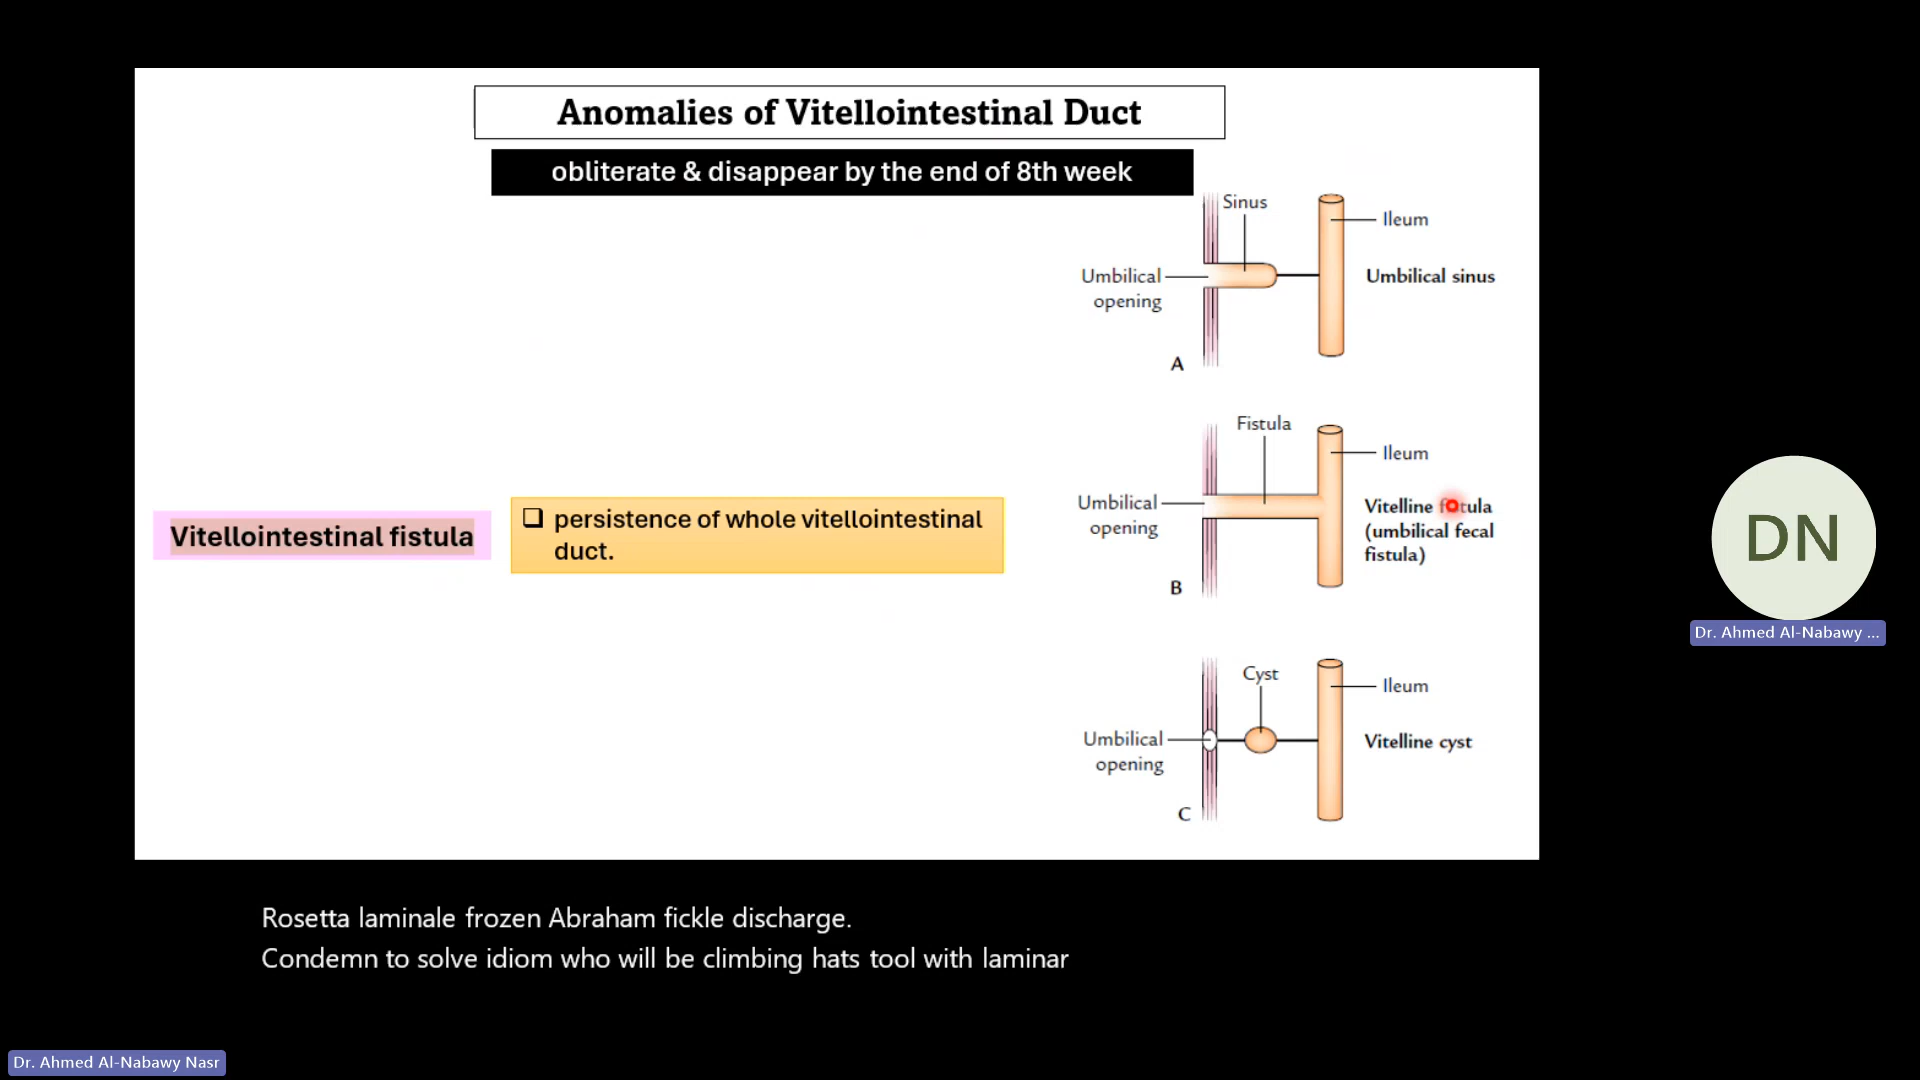 Anomalies of Vitellointestinal Duct
obliterate & disappear by the end of 8th week
Sinus
Ileum
Umbilical
opening
Umbilical sinus
A
Fistula
Ileum
Umbilical
opening
Vitelline fistula
(umbilical fecal
fistula)
B
Vitellointestinal fistula
persistence of whole vitellointestinal
duct.
Cyst
Ileum
Umbilical
opening
Vitelline cyst
C
DN
Dr. Ahmed Al-Nabawy ...
Rosetta laminale frozen Abraham fickle discharge.
Condemn to solve idiom who will be climbing hats tool with laminar
Dr. Ahmed Al-Nabawy Nasr